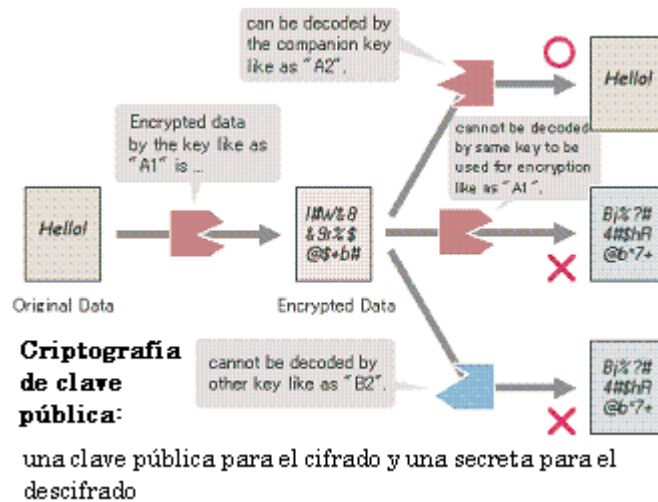 can be decoded by
the companion key
like as "A2".
Hello!
Encrypted data
by the key like as
"A1" is ...
cannot be decoded
by same key to be
used for encryption
like as "A1".
Hello!
I#W%8
&9r%$
@$+b#
Bj%?#
4#$hR
@b*7+
Original Data
Encrypted Data
Criptografía
de clave
pública:
cannot be decoded by
other key like as "B2".
Bj%?#
4#$hR
@b*7+
una clave pública para el cifrado y una secreta para el
descifrado